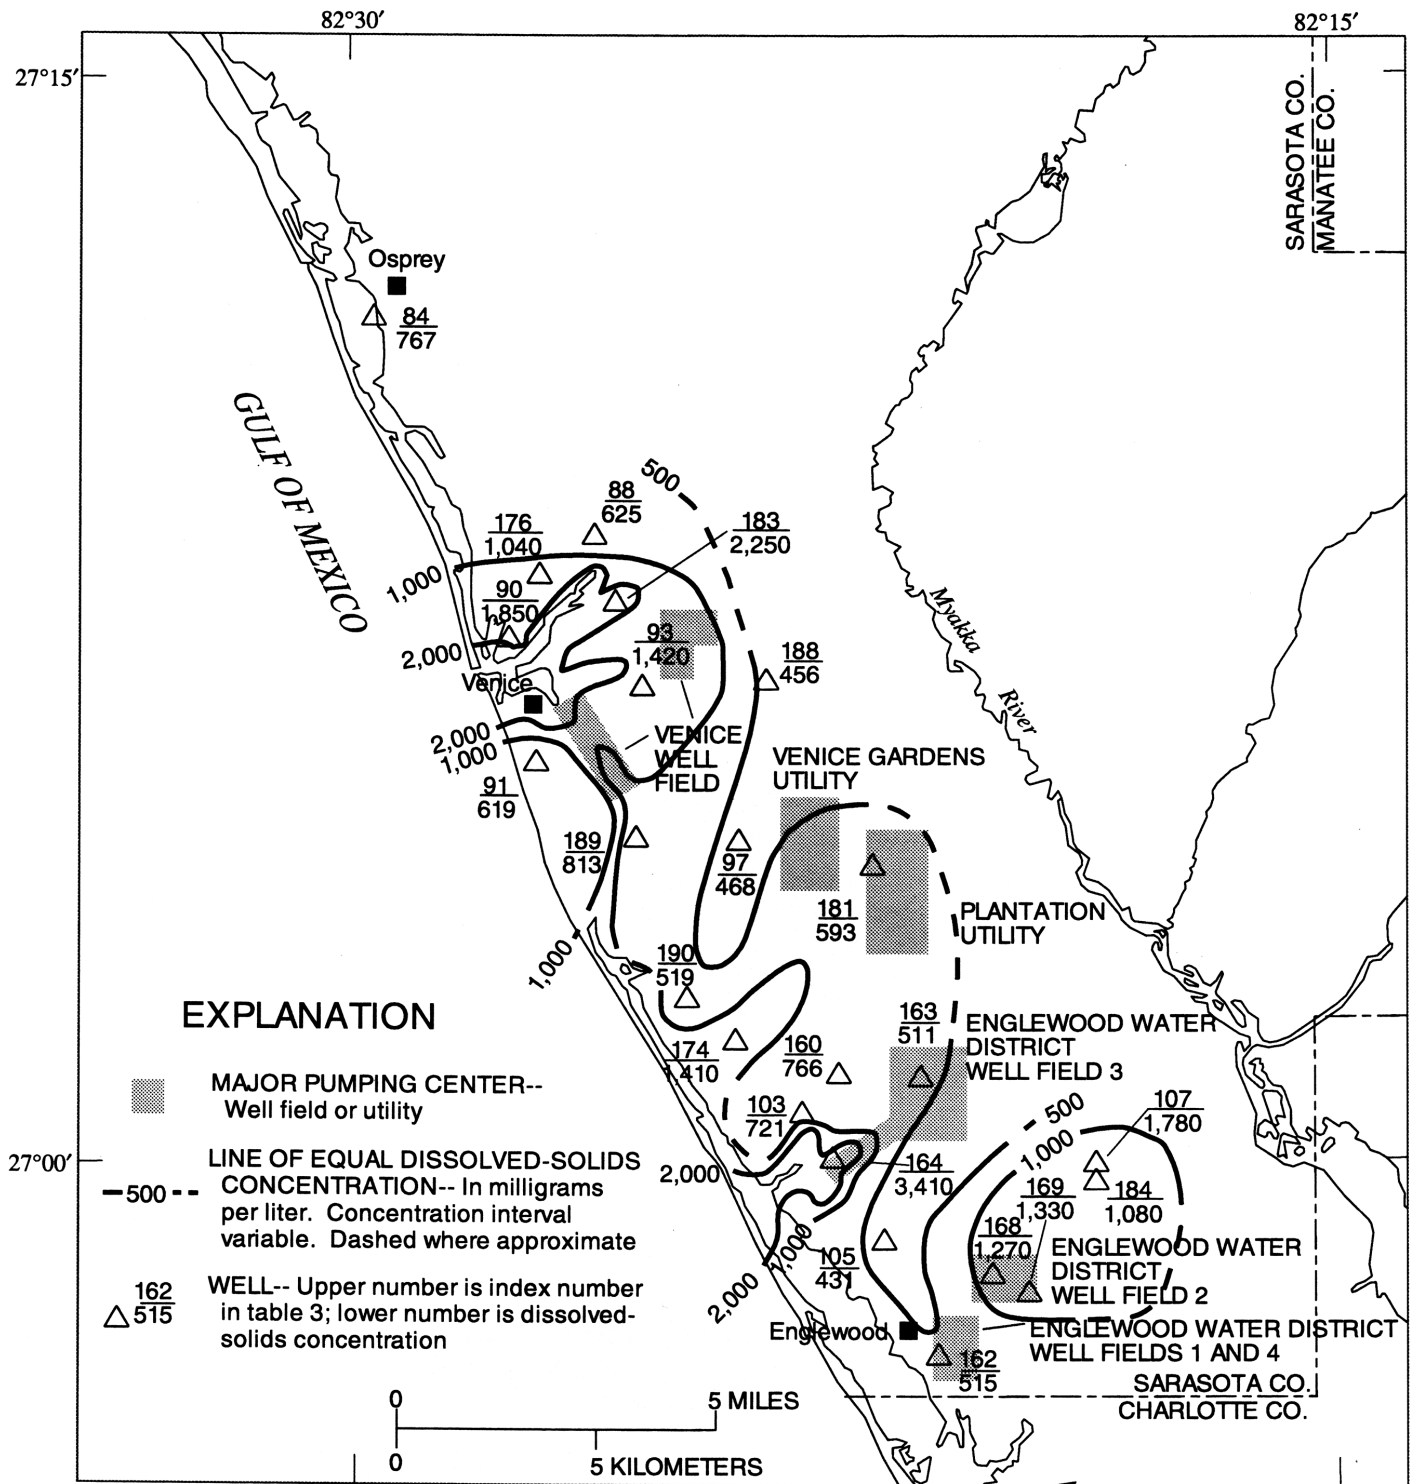 82°30′
82°15′
27°15′
SARASOTA CO.
MANATEE CO.
Osprey
84
767
GULF OF MEXICO
500
88
625
176
1,040
183
2,250
1,000
90
1,850
Myakka
River
93
1,420
188
456
2,000
Venice
2,000
1,000
VENICE
WELL
FIELD
VENICE GARDENS
UTILITY
91
619
189
813
97
468
181
593
PLANTATION
UTILITY
1,000
190
519
EXPLANATION
163
511
ENGLEWOOD WATER
DISTRICT
WELL FIELD 3
174
1,410
160
766
MAJOR PUMPING CENTER--
Well field or utility
103
721
500
107
1,780
1,000
27°00′
2,000
164
3,410
LINE OF EQUAL DISSOLVED-SOLIDS
CONCENTRATION-- In milligrams
per liter. Concentration interval
variable. Dashed where approximate
500
169
1,330
184
1,080
168
1,270
ENGLEWOOD WATER
DISTRICT
WELL FIELD 2
1,000
105
431
2,000
162
515
WELL-- Upper number is index number
in table 3; lower number is dissolved-
solids concentration
Englewood
ENGLEWOOD WATER DISTRICT
WELL FIELDS 1 AND 4
162
515
SARASOTA CO.
CHARLOTTE CO.
0
5 MILES
0
5 KILOMETERS